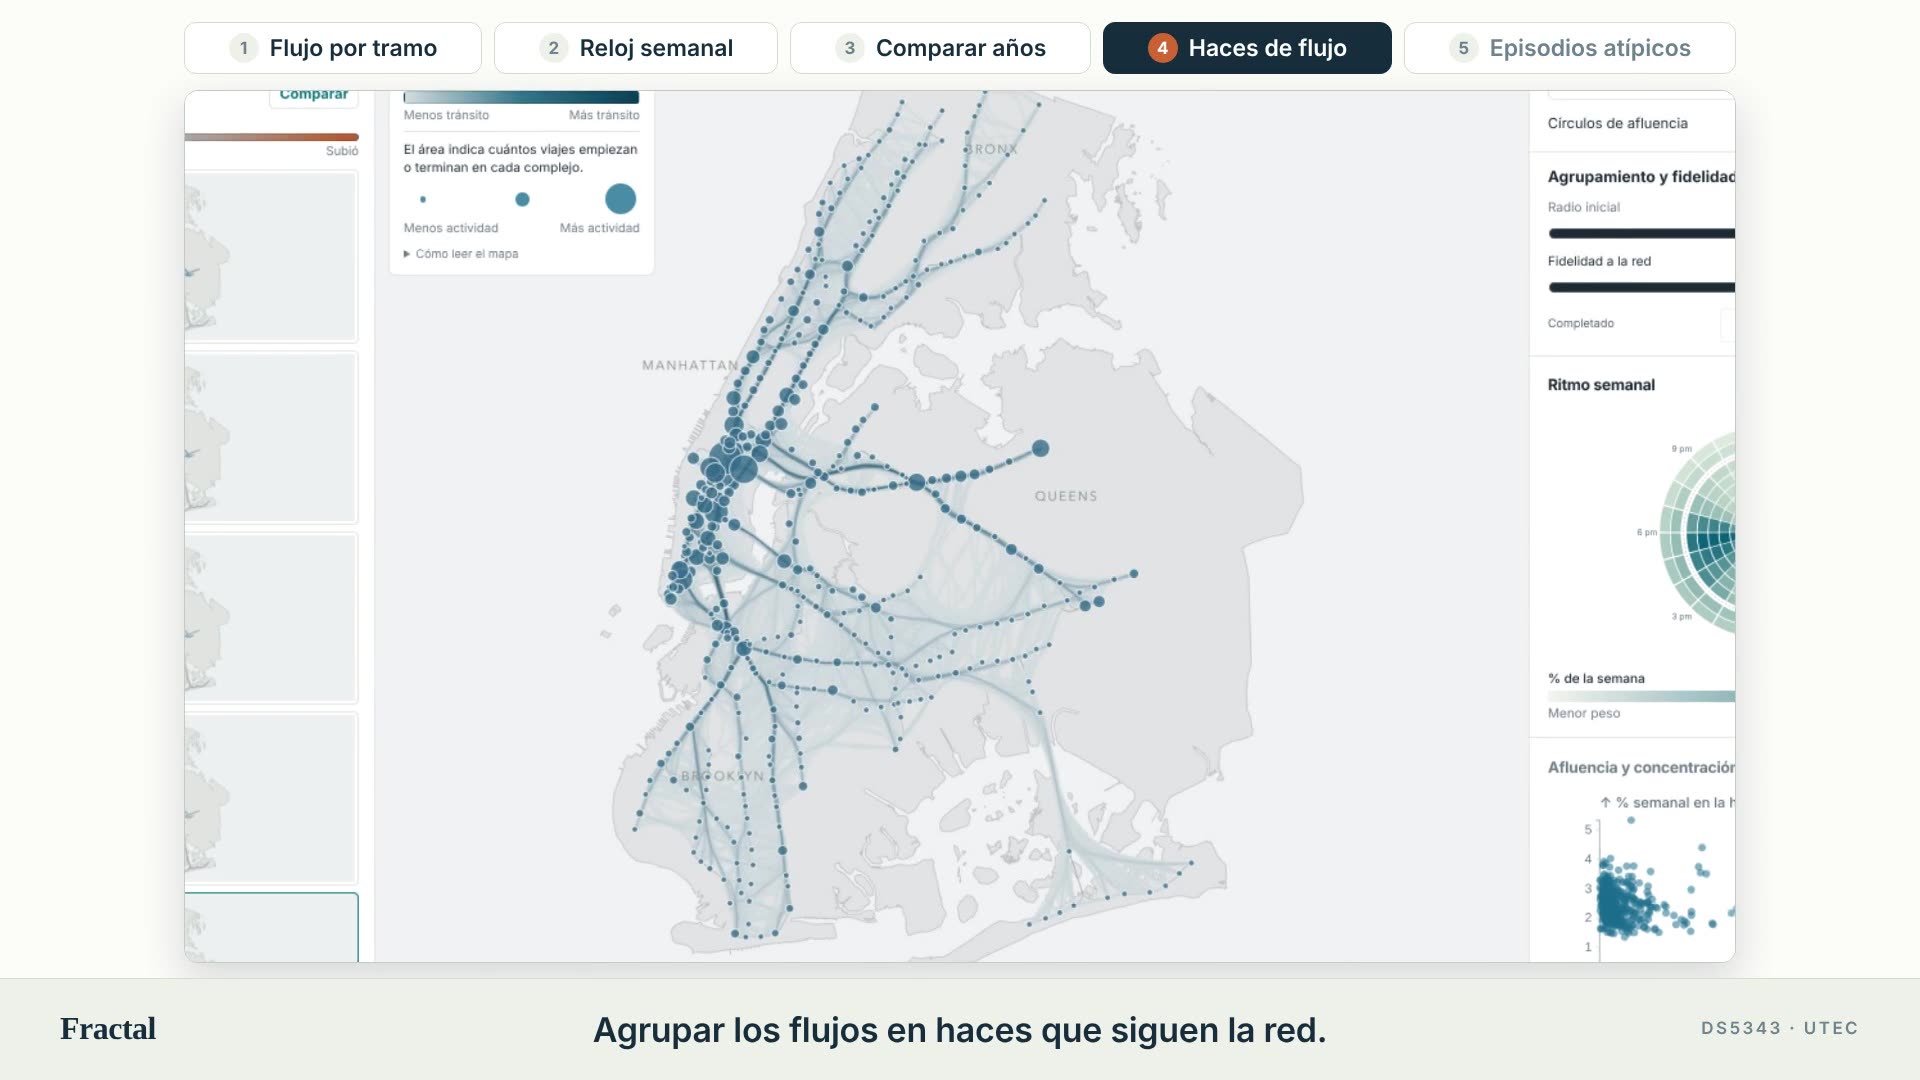 1 Flujo por tramo
2 Reloj semanal
3 Comparar años
4 Haces de flujo
5 Episodios atípicos
Comparar
Subió
Menos tránsito Más tránsito
El área indica cuántos viajes empiezan
o terminan en cada complejo.
Menos actividad Más actividad
▶ Cómo leer el mapa
BRONX
MANHATTAN
QUEENS
BROOKLYN
Círculos de afluencia
Agrupamiento y fidelidad
Radio inicial
Fidelidad a la red
Completado
Ritmo semanal
9 pm
6 pm
3 pm
% de la semana
Menor peso
Afluencia y concentración
↑ % semanal en la h
5
4
3
2
1
Fractal
Agrupar los flujos en haces que siguen la red.
DS5343 · UTEC